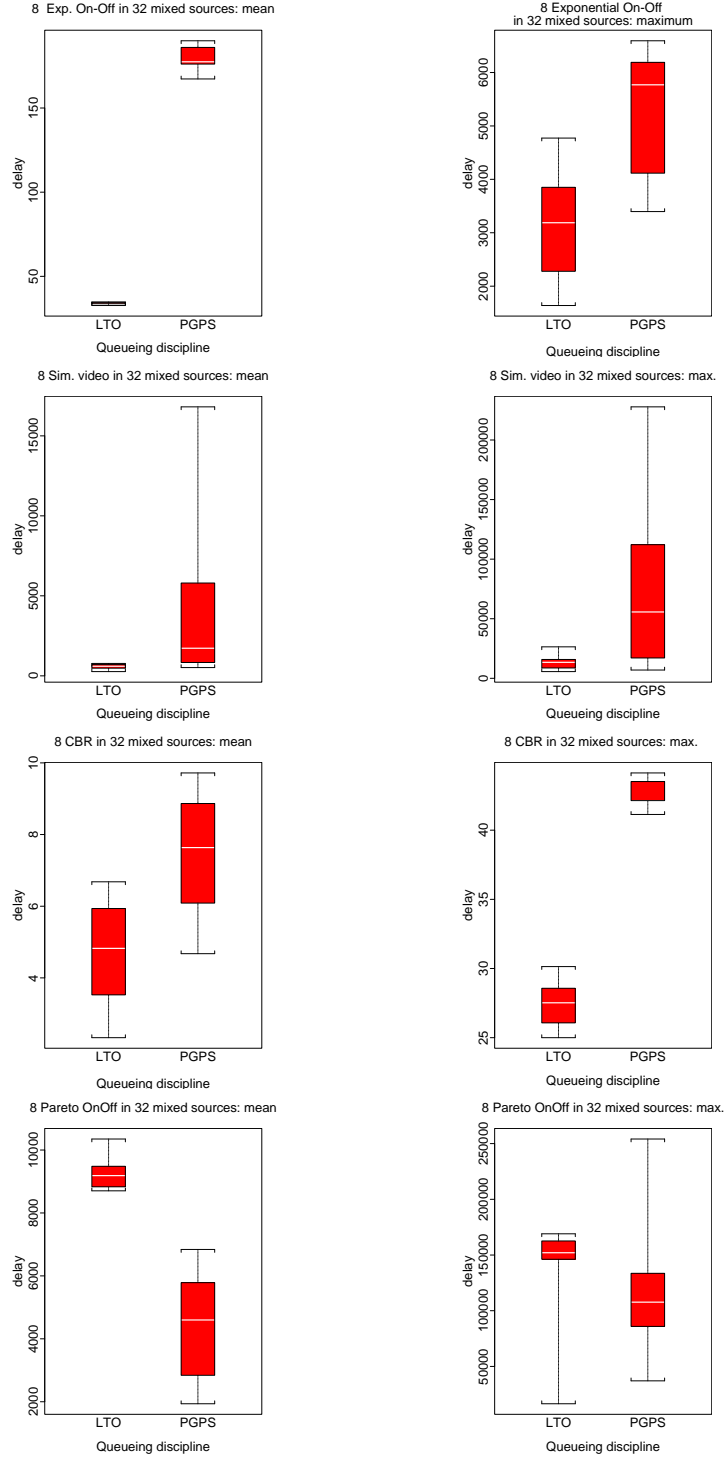 8 Exp. On-Off in 32 mixed sources: mean
150
100
50
delay
LTO PGPS
Queueing discipline
8 Exponential On-Off
in 32 mixed sources: maximum
6000
5000
4000
3000
2000
delay
LTO PGPS
Queueing discipline
8 Sim. video in 32 mixed sources: mean
15000
10000
5000
0
delay
LTO PGPS
Queueing discipline
8 Sim. video in 32 mixed sources: max.
200000
150000
100000
50000
0
delay
LTO PGPS
Queueing discipline
8 CBR in 32 mixed sources: mean
10
8
6
4
delay
LTO PGPS
Queueing discipline
8 CBR in 32 mixed sources: max.
40
35
30
25
delay
LTO PGPS
Queueing discipline
8 Pareto OnOff in 32 mixed sources: mean
10000
8000
6000
4000
2000
delay
LTO PGPS
Queueing discipline
8 Pareto OnOff in 32 mixed sources: max.
250000
200000
150000
100000
50000
delay
LTO PGPS
Queueing discipline